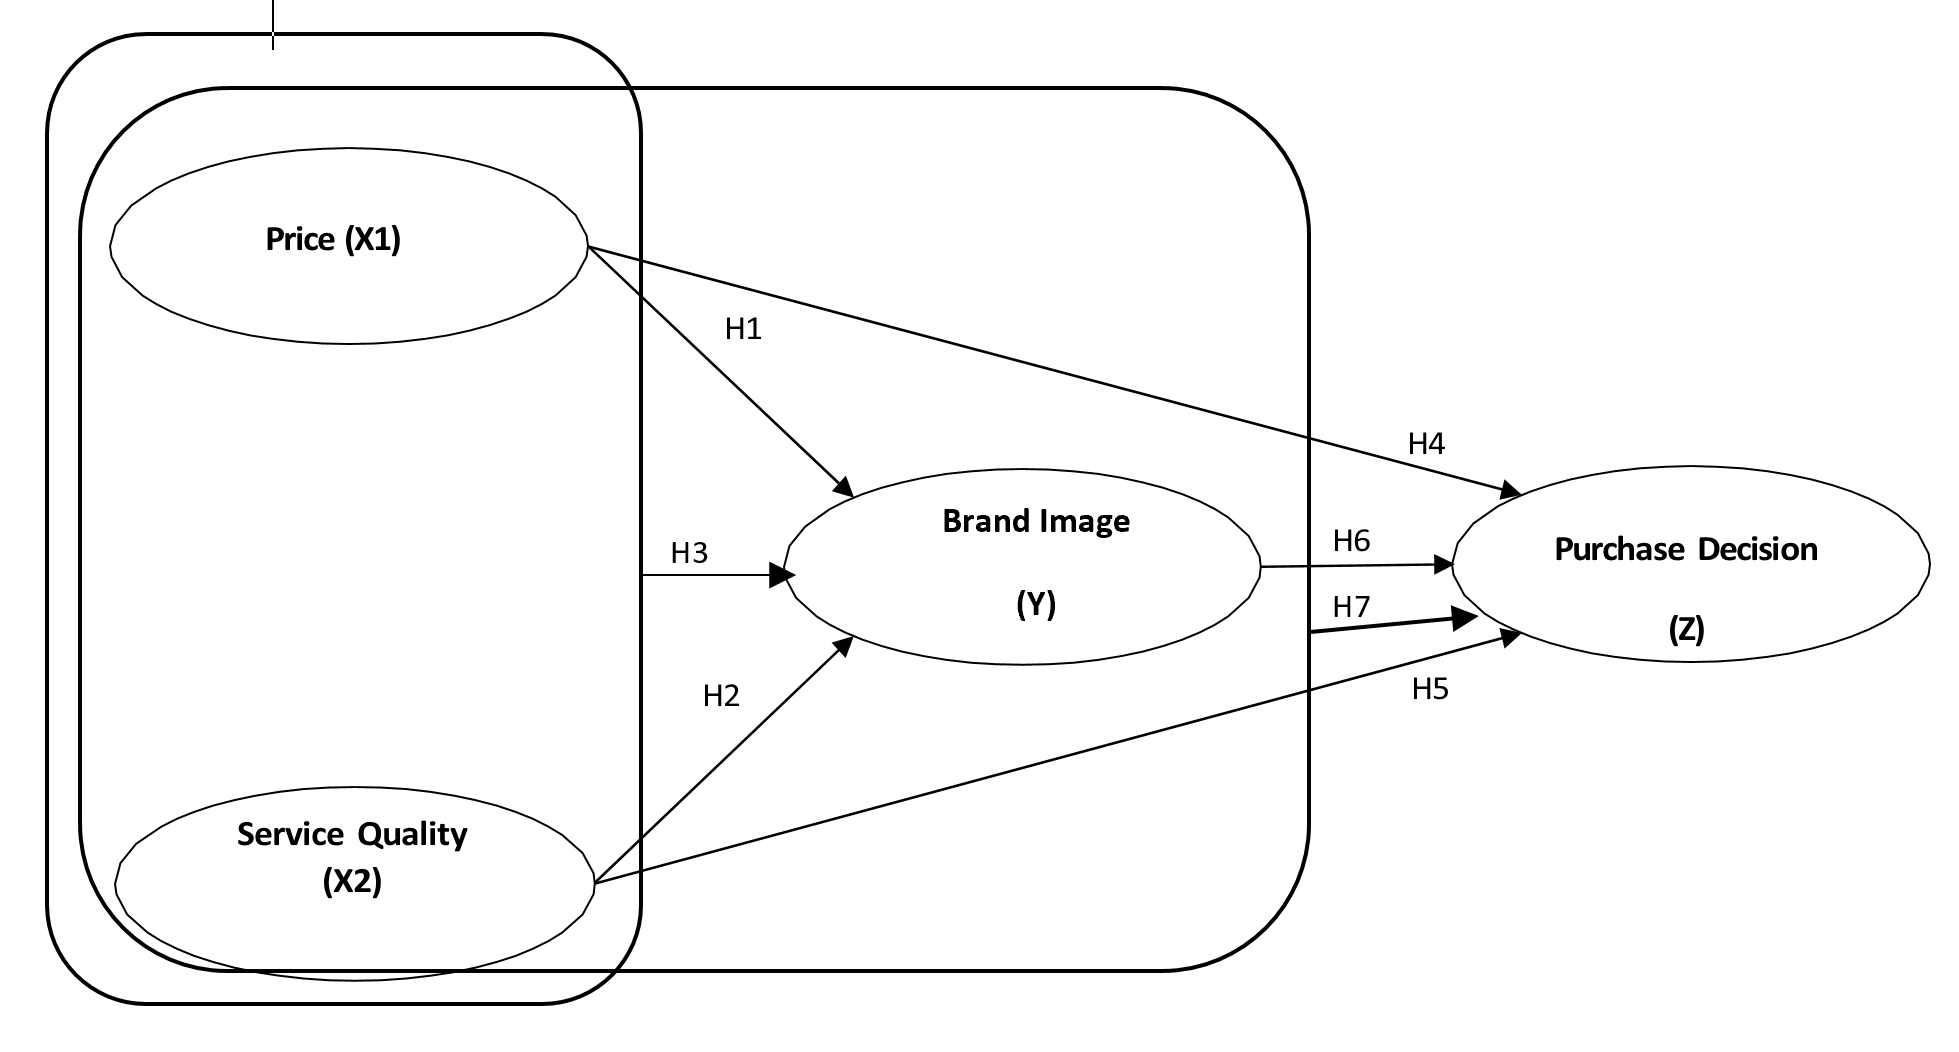 Price (X1)
H1
H4
Brand Image
(Y)
H3
H6
H7
Purchase Decision
(Z)
H2
H5
Service Quality
(X2)